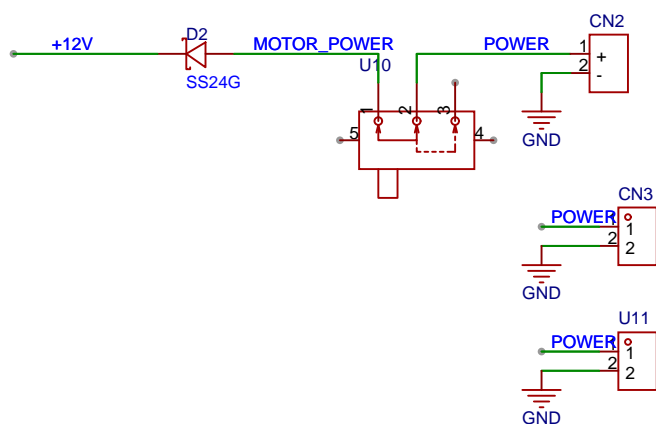 CN2
D2
+12V
MOTOR_POWER
POWER
1
+
2
-
U10
SS24G
1
2
3
5
4
GND
CN3
POWER
1
1
2
2
GND
U11
POWER
1
1
2
2
GND